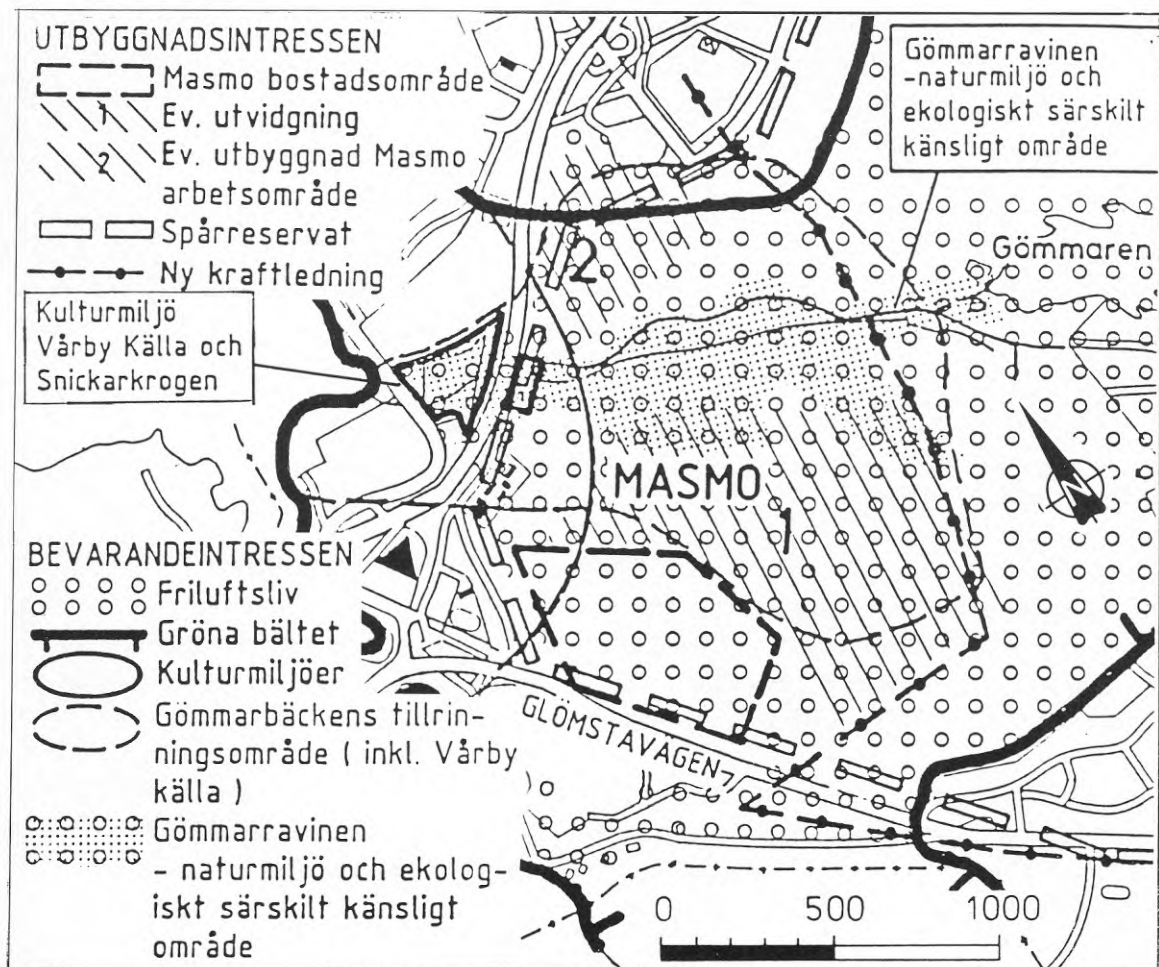 UTBYGGNADSINTRESSEN
Masmo bostadsområde
1 Ev. utvidgning
2 Ev. utbyggnad Masmo
arbetsområde
Spårreservat
Ny kraftledning
Kulturmiljö
Vårby Källa och
Snickarkrogen
Gömmarravinen
-naturmiljö och
ekologiskt särskilt
känsligt område
Gömmaren
2
1
MASMO
N
GLÖMSTAVÄGEN
BEVARANDEINTRESSEN
Friluftsliv
Gröna bältet
Kulturmiljöer
Gömmarbäckens tillrin-
ningsområde ( inkl. Vårby
källa )
Gömmarravinen
- naturmiljö och ekolog-
iskt särskilt känsligt
område
0 500 1000